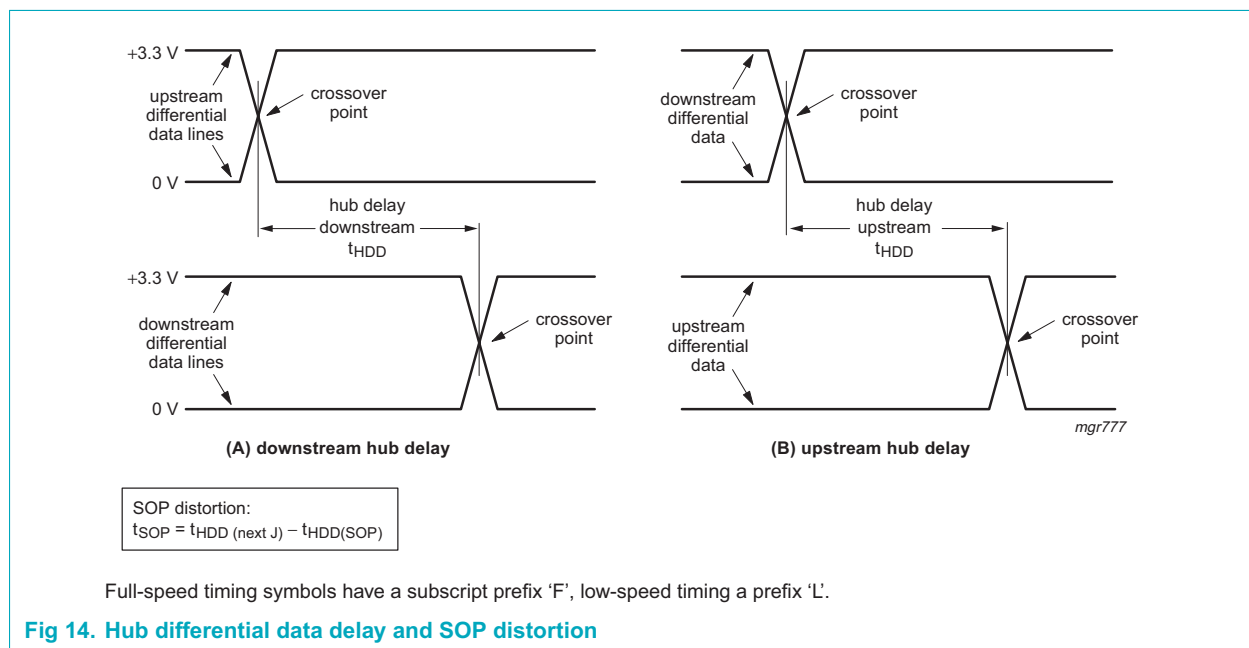 +3.3 V
upstream
differential
data lines
crossover
point
0 V
hub delay
downstream
tHDD
+3.3 V
downstream
differential
data lines
crossover
point
0 V
(A) downstream hub delay
downstream
differential
data
crossover
point
hub delay
upstream
tHDD
upstream
differential
data
crossover
point
mgr777
(B) upstream hub delay
SOP distortion:
tSOP = tHDD (next J) − tHDD(SOP)
Full-speed timing symbols have a subscript prefix ‘F’, low-speed timing a prefix ‘L’.
Fig 14. Hub differential data delay and SOP distortion